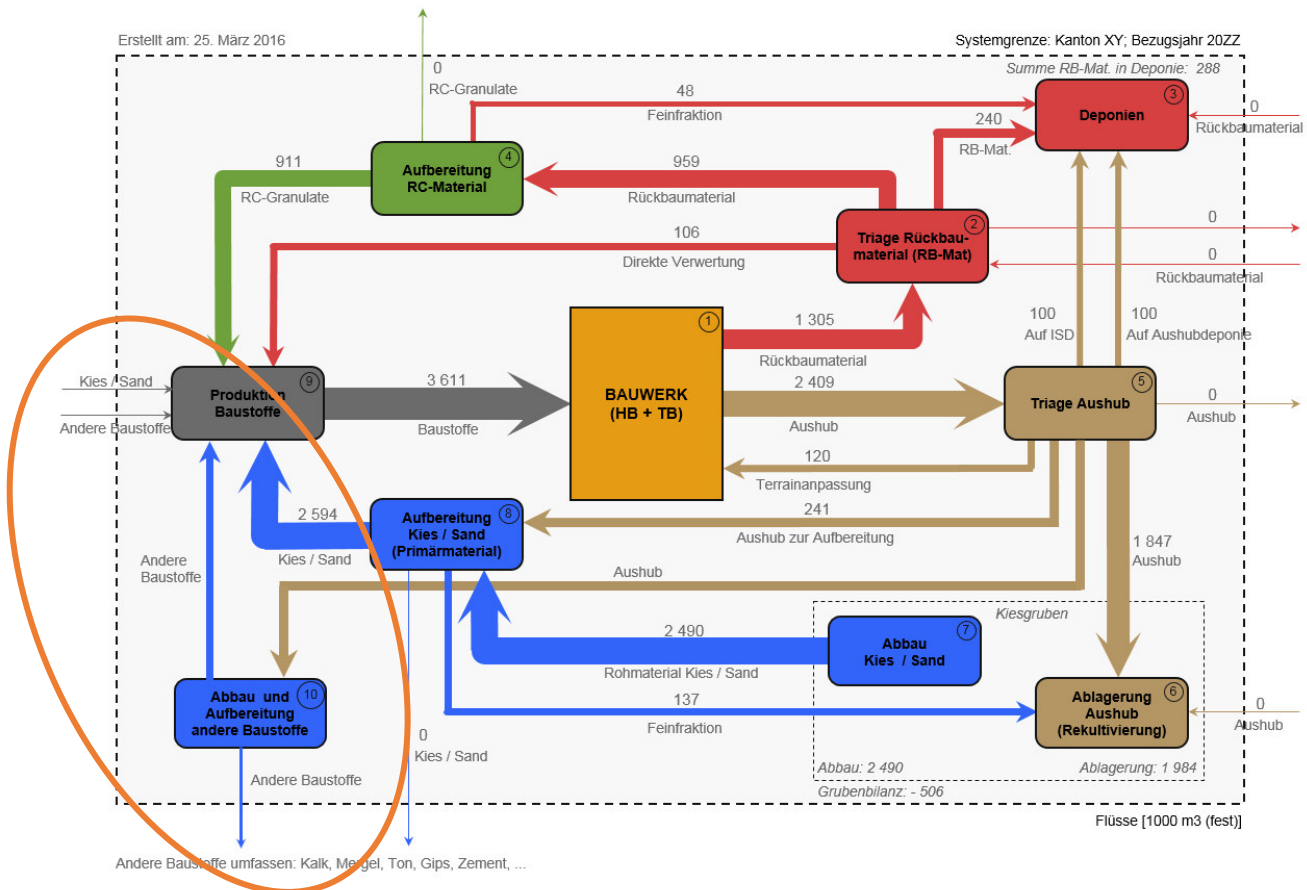 Erstellt am: 25. März 2016
Systemgrenze: Kanton XY; Bezugsjahr 20ZZ
Summe RB-Mat. in Deponie: 288
0
RC-Granulate
48
Feinfraktion
3
Deponien
0
Rückbaumaterial
240
RB-Mat.
911
RC-Granulate
4
Aufbereitung
RC-Material
959
Rückbaumaterial
2
Triage Rückbau-
material (RB-Mat)
0
0
Rückbaumaterial
106
Direkte Verwertung
1
BAUWERK
(HB + TB)
1 305
Rückbaumaterial
100
Auf ISD
100
Auf Aushubdeponie
Kies / Sand
Andere Baustoffe
9
Produktion
Baustoffe
3 611
Baustoffe
2 409
Aushub
5
Triage Aushub
0
Aushub
120
Terrainanpassung
2 594
Kies / Sand
8
Aufbereitung
Kies / Sand
(Primärmaterial)
241
Aushub zur Aufbereitung
1 847
Aushub
Andere
Baustoffe
Aushub
Kiesgruben
2 490
Rohmaterial Kies / Sand
7
Abbau
Kies / Sand
10
Abbau und
Aufbereitung
andere Baustoffe
137
Feinfraktion
6
Ablagerung
Aushub
(Rekultivierung)
0
Aushub
0
Kies / Sand
Andere Baustoffe
Abbau: 2 490
Ablagerung: 1 984
Grubenbilanz: - 506
Flüsse [1000 m3 (fest)]
Andere Baustoffe umfassen: Kalk, Mergel, Ton, Gips, Zement, ...